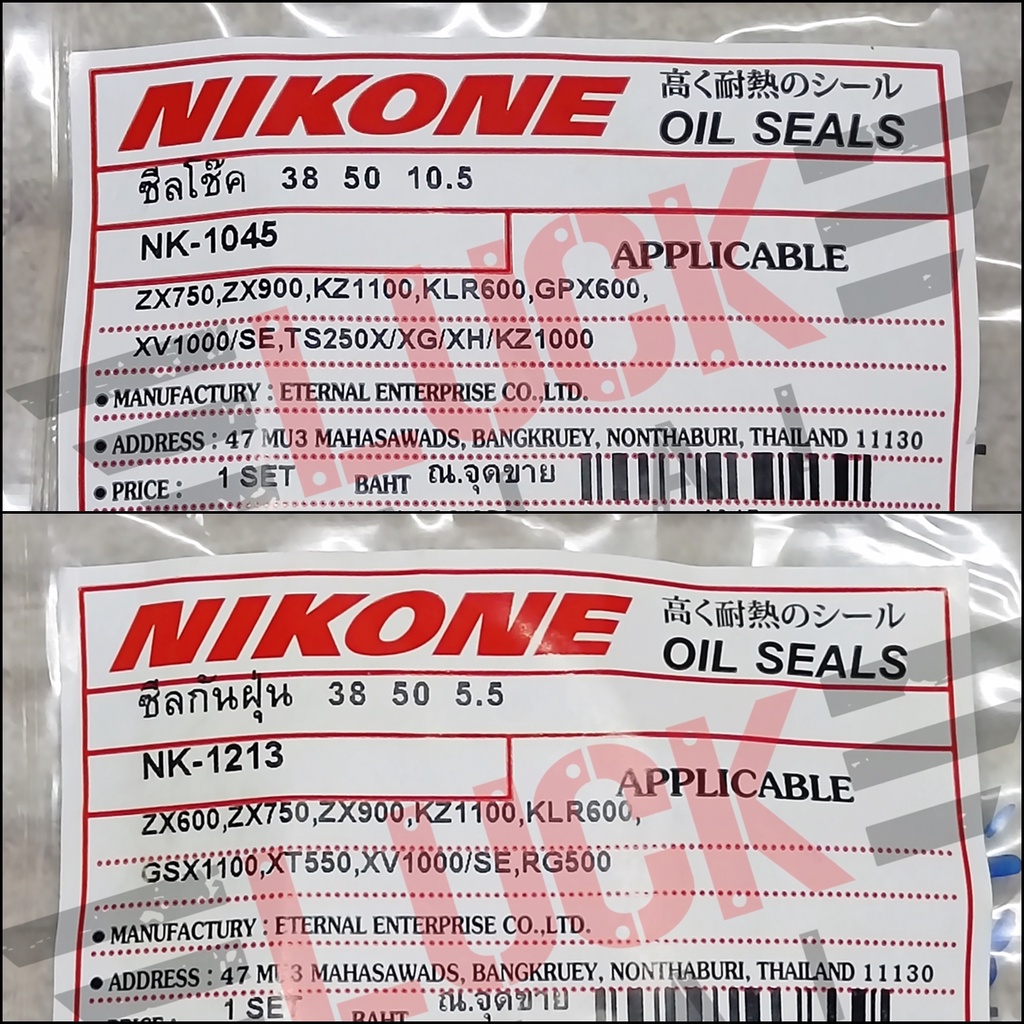 NIKONE
高く耐熱のシール
OIL SEALS
ซีลโช๊ค 38 50 10.5
NK-1045
APPLICABLE
ZX750,ZX900,KZ1100,KLR600,GPX600,
XV1000/SE,TS250X/XG/XH/KZ1000
● MANUFACTURY : ETERNAL ENTERPRISE CO.,LTD.
● ADDRESS : 47 MU3 MAHASAWADS, BANGKRUEY, NONTHABURI, THAILAND 11130
● PRICE : 1 SET BAHT ณ.จุดขาย
NIKONE
高く耐熱のシール
OIL SEALS
ซีลกันฝุ่น 38 50 5.5
NK-1213
APPLICABLE
ZX600,ZX750,ZX900,KZ1100,KLR600,
GSX1100,XT550,XV1000/SE,RG500
● MANUFACTURY : ETERNAL ENTERPRISE CO.,LTD.
● ADDRESS : 47 MU3 MAHASAWADS, BANGKRUEY, NONTHABURI, THAILAND 11130
1 SET BAHT ณ.จุดขาย
LUCK
LUCK